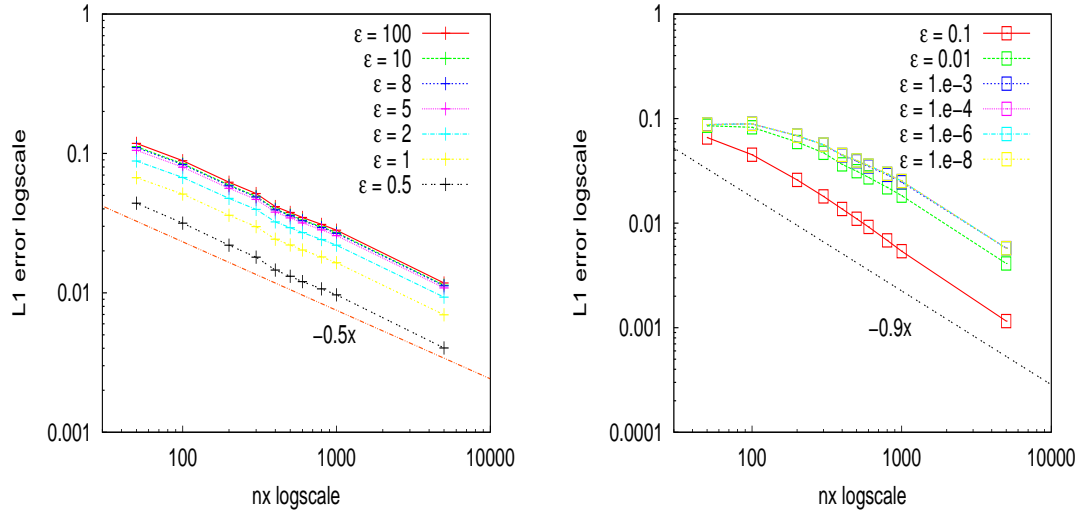 1
0.1
0.01
0.001
100
1000
10000
L1 error logscale
nx logscale
ε = 100
ε = 10
ε = 8
ε = 5
ε = 2
ε = 1
ε = 0.5
−0.5x
1
0.1
0.01
0.001
0.0001
100
1000
10000
L1 error logscale
nx logscale
ε = 0.1
ε = 0.01
ε = 1.e−3
ε = 1.e−4
ε = 1.e−6
ε = 1.e−8
−0.9x